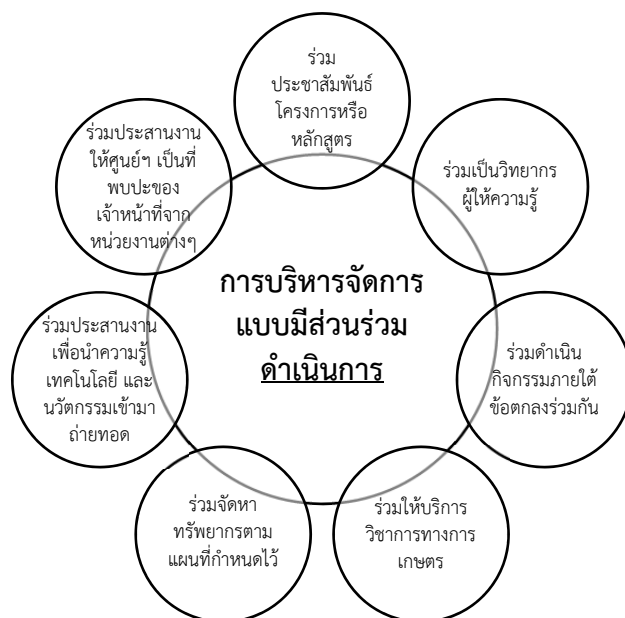 ร่วม
ประชาสัมพันธ์
โครงการหรือ
หลักสูตร
ร่วมเป็นวิทยากร
ผู้ให้ความรู้
ร่วมดำเนิน
กิจกรรมภายใต้
ข้อตกลงร่วมกัน
ร่วมให้บริการ
วิชาการทางการ
เกษตร
ร่วมจัดหา
ทรัพยากรตาม
แผนที่กำหนดไว้
ร่วมประสานงาน
เพื่อนำความรู้
เทคโนโลยี และ
นวัตกรรมเข้ามา
ถ่ายทอด
ร่วมประสานงาน
ให้ศูนย์ฯ เป็นที่
พบปะของ
เจ้าหน้าที่จาก
หน่วยงานต่างๆ
การบริหารจัดการ
แบบมีส่วนร่วม
ดำเนินการ